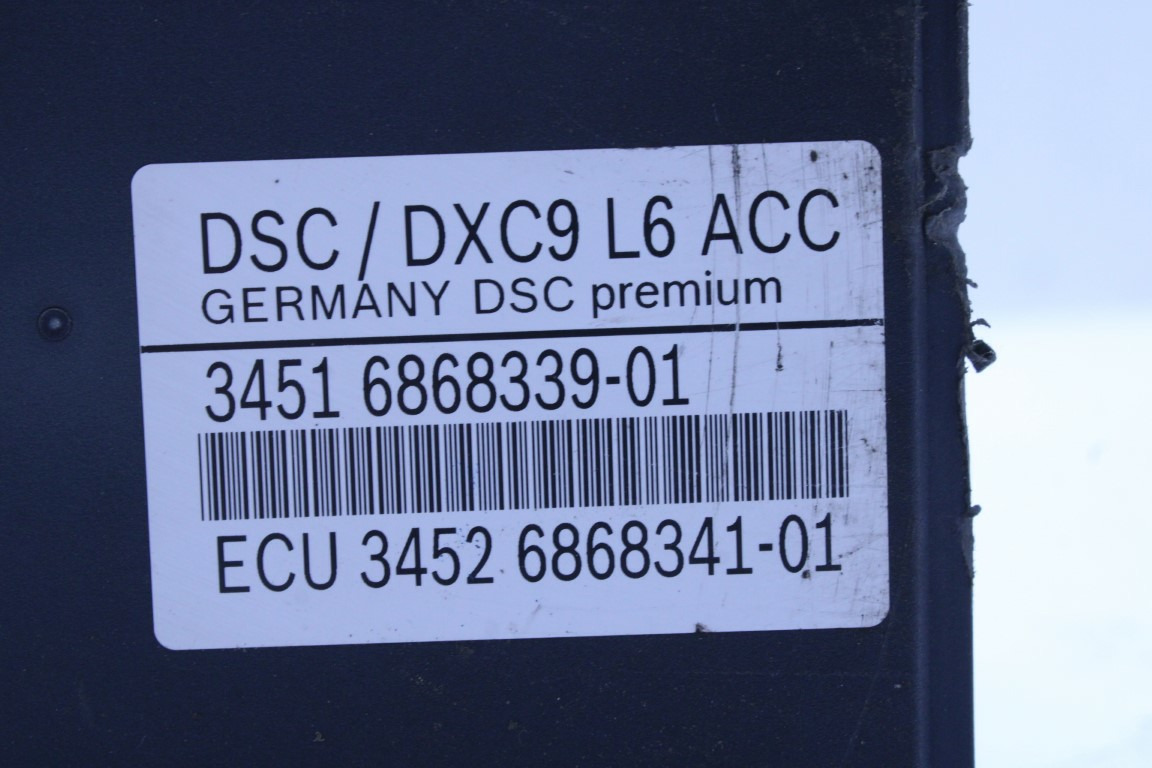 DSC / DXC9 L6 ACC
GERMANY DSC premium
3451 6868339-01
ECU 3452 6868341-01